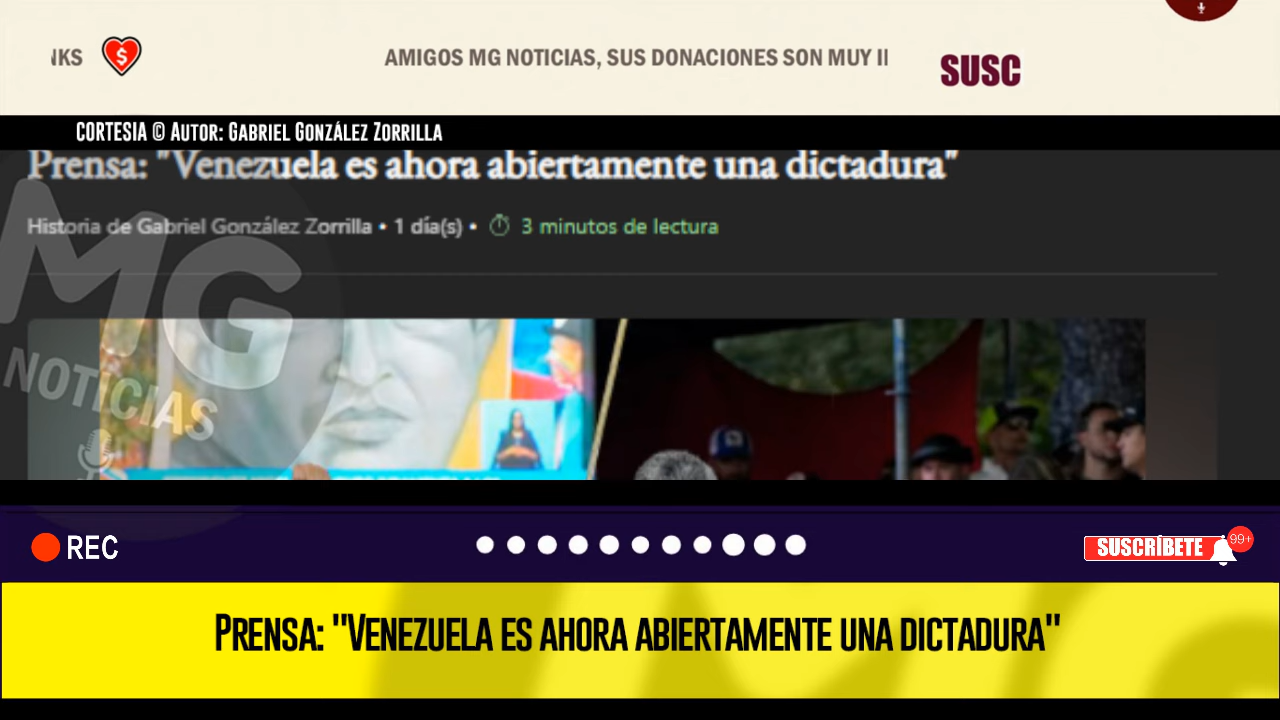 NKS
AMIGOS MG NOTICIAS, SUS DONACIONES SON MUY
SUSC
CORTESIA © AUTOR: GABRIEL GONZÁLEZ ZORRILLA
Prensa: "Venezuela es ahora abiertamente una dictadura"
Historia de Gabriel González Zorrilla • 1 día(s) • 3 minutos de lectura
MG
NOTICIAS
REC
SUSCRÍBETE
99+
PRENSA: "VENEZUELA ES AHORA ABIERTAMENTE UNA DICTADURA"